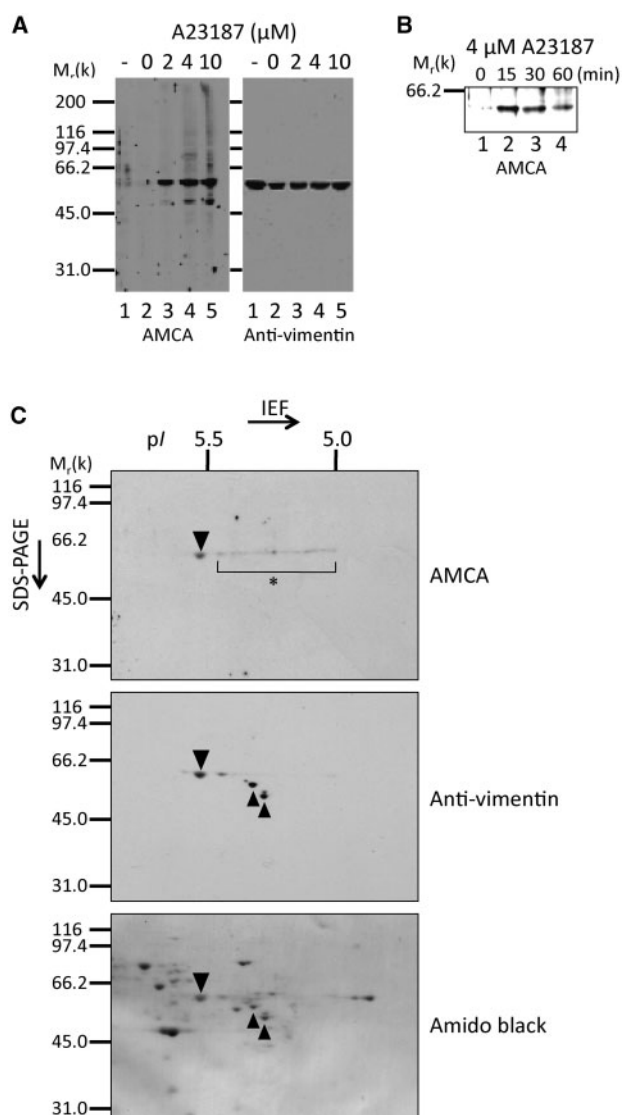 A
A23187 (µM)
Mr(k)
- 0 2 4 10
- 0 2 4 10
200
116
97.4
66.2
45.0
31.0
1 2 3 4 5
1 2 3 4 5
AMCA
Anti-vimentin
B
4 µM A23187
Mr(k)
0 15 30 60 (min)
66.2
1 2 3 4
AMCA
C
IEF
pI 5.5 5.0
Mr(k)
SDS-PAGE
116
97.4
66.2
45.0
31.0
*
AMCA
116
97.4
66.2
45.0
31.0
Anti-vimentin
116
97.4
66.2
45.0
31.0
Amido black